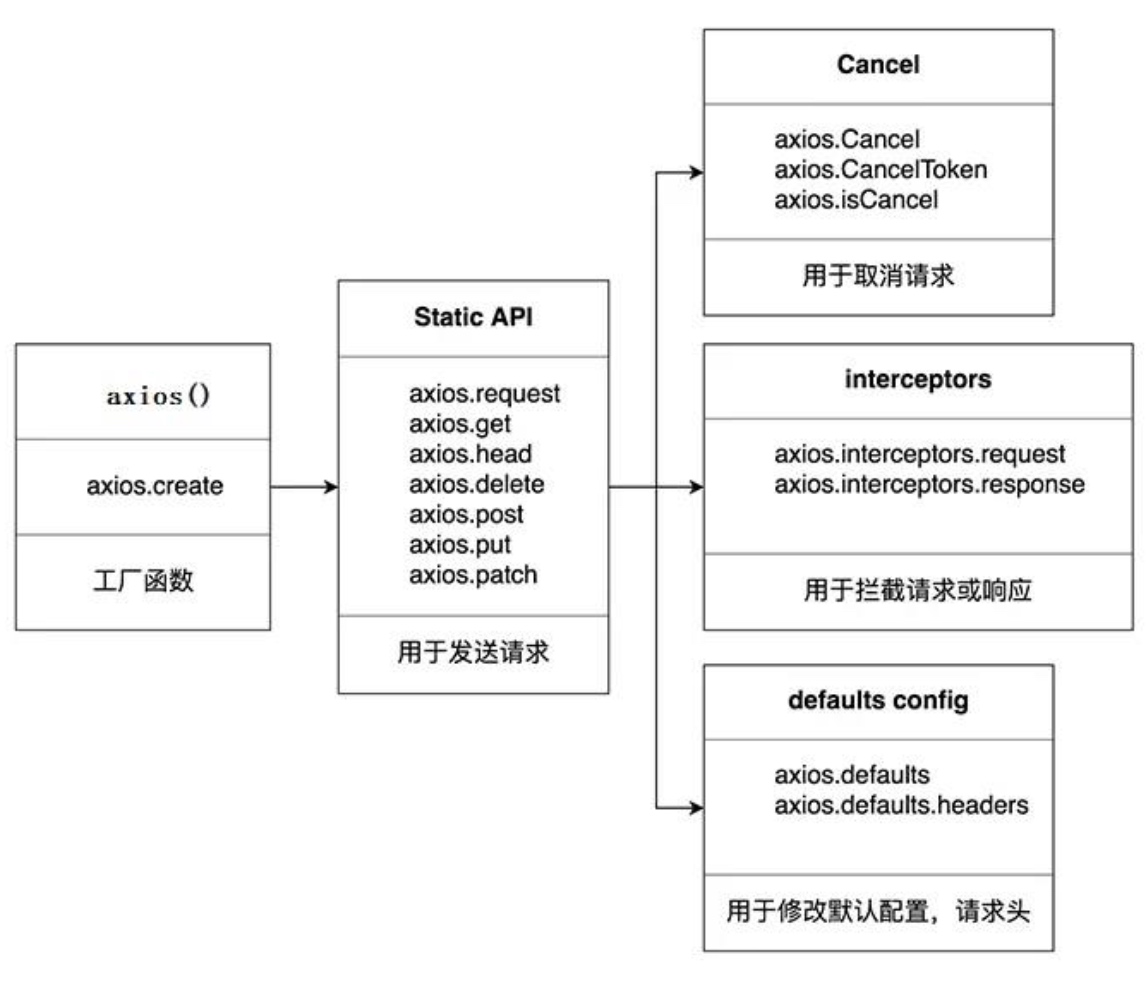 axios()
axios.create
工厂函数
Static API
axios.request
axios.get
axios.head
axios.delete
axios.post
axios.put
axios.patch
用于发送请求
Cancel
axios.Cancel
axios.CancelToken
axios.isCancel
用于取消请求
interceptors
axios.interceptors.request
axios.interceptors.response
用于拦截请求或响应
defaults config
axios.defaults
axios.defaults.headers
用于修改默认配置，请求头